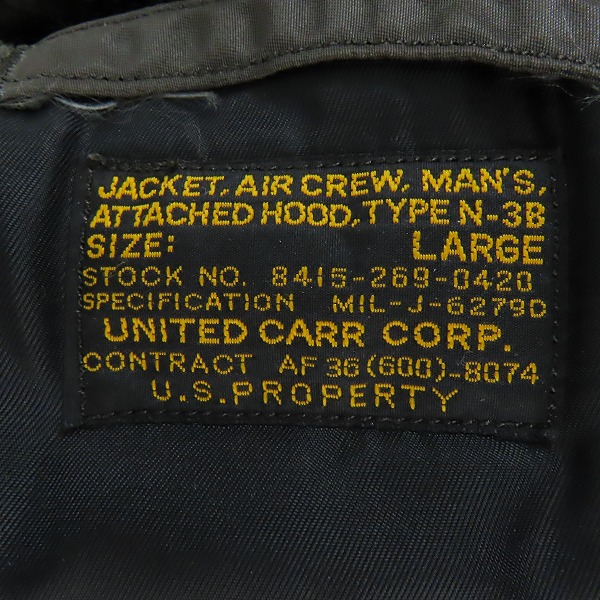 JACKET, AIR CREW, MAN'S,
ATTACHED HOOD, TYPE N-3B
SIZE: LARGE
STOCK NO. 8415-269-0420
SPECIFICATION MIL-J-6279D
UNITED CARR CORP.
CONTRACT AF 36(600)-8074
U.S. PROPERTY